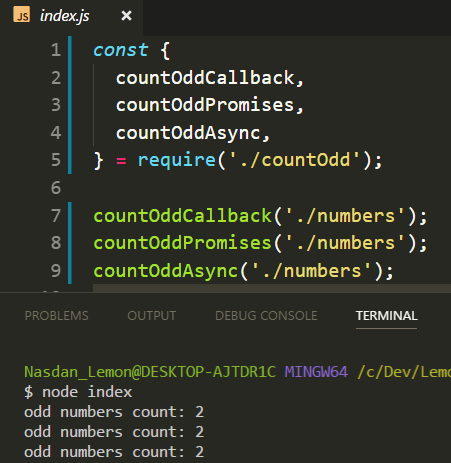 JS index.js ×
1 const {
2 countOddCallback,
3 countOddPromises,
4 countOddAsync,
5 } = require('./countOdd');
6
7 countOddCallback('./numbers');
8 countOddPromises('./numbers');
9 countOddAsync('./numbers');
PROBLEMS OUTPUT DEBUG CONSOLE TERMINAL
Nasdan_Lemon@DESKTOP-AJTDR1C MINGW64 /c/Dev/Lemo
$ node index
odd numbers count: 2
odd numbers count: 2
odd numbers count: 2